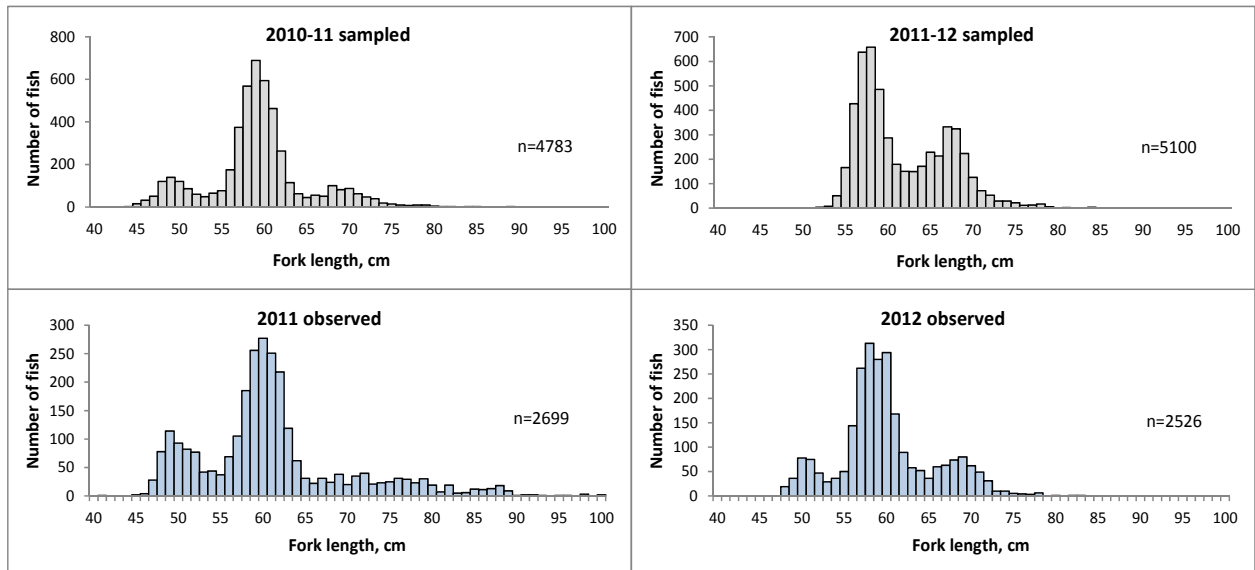 2010-11 sampled
800
600
400
200
0
Number of fish
n=4783
40 45 50 55 60 65 70 75 80 85 90 95 100
Fork length, cm
2011-12 sampled
700
600
500
400
300
200
100
0
Number of fish
n=5100
40 45 50 55 60 65 70 75 80 85 90 95 100
Fork length, cm
2011 observed
300
250
200
150
100
50
0
Number of fish
n=2699
40 45 50 55 60 65 70 75 80 85 90 95 100
Fork length, cm
2012 observed
350
300
250
200
150
100
50
0
Number of fish
n=2526
40 45 50 55 60 65 70 75 80 85 90 95 100
Fork length, cm